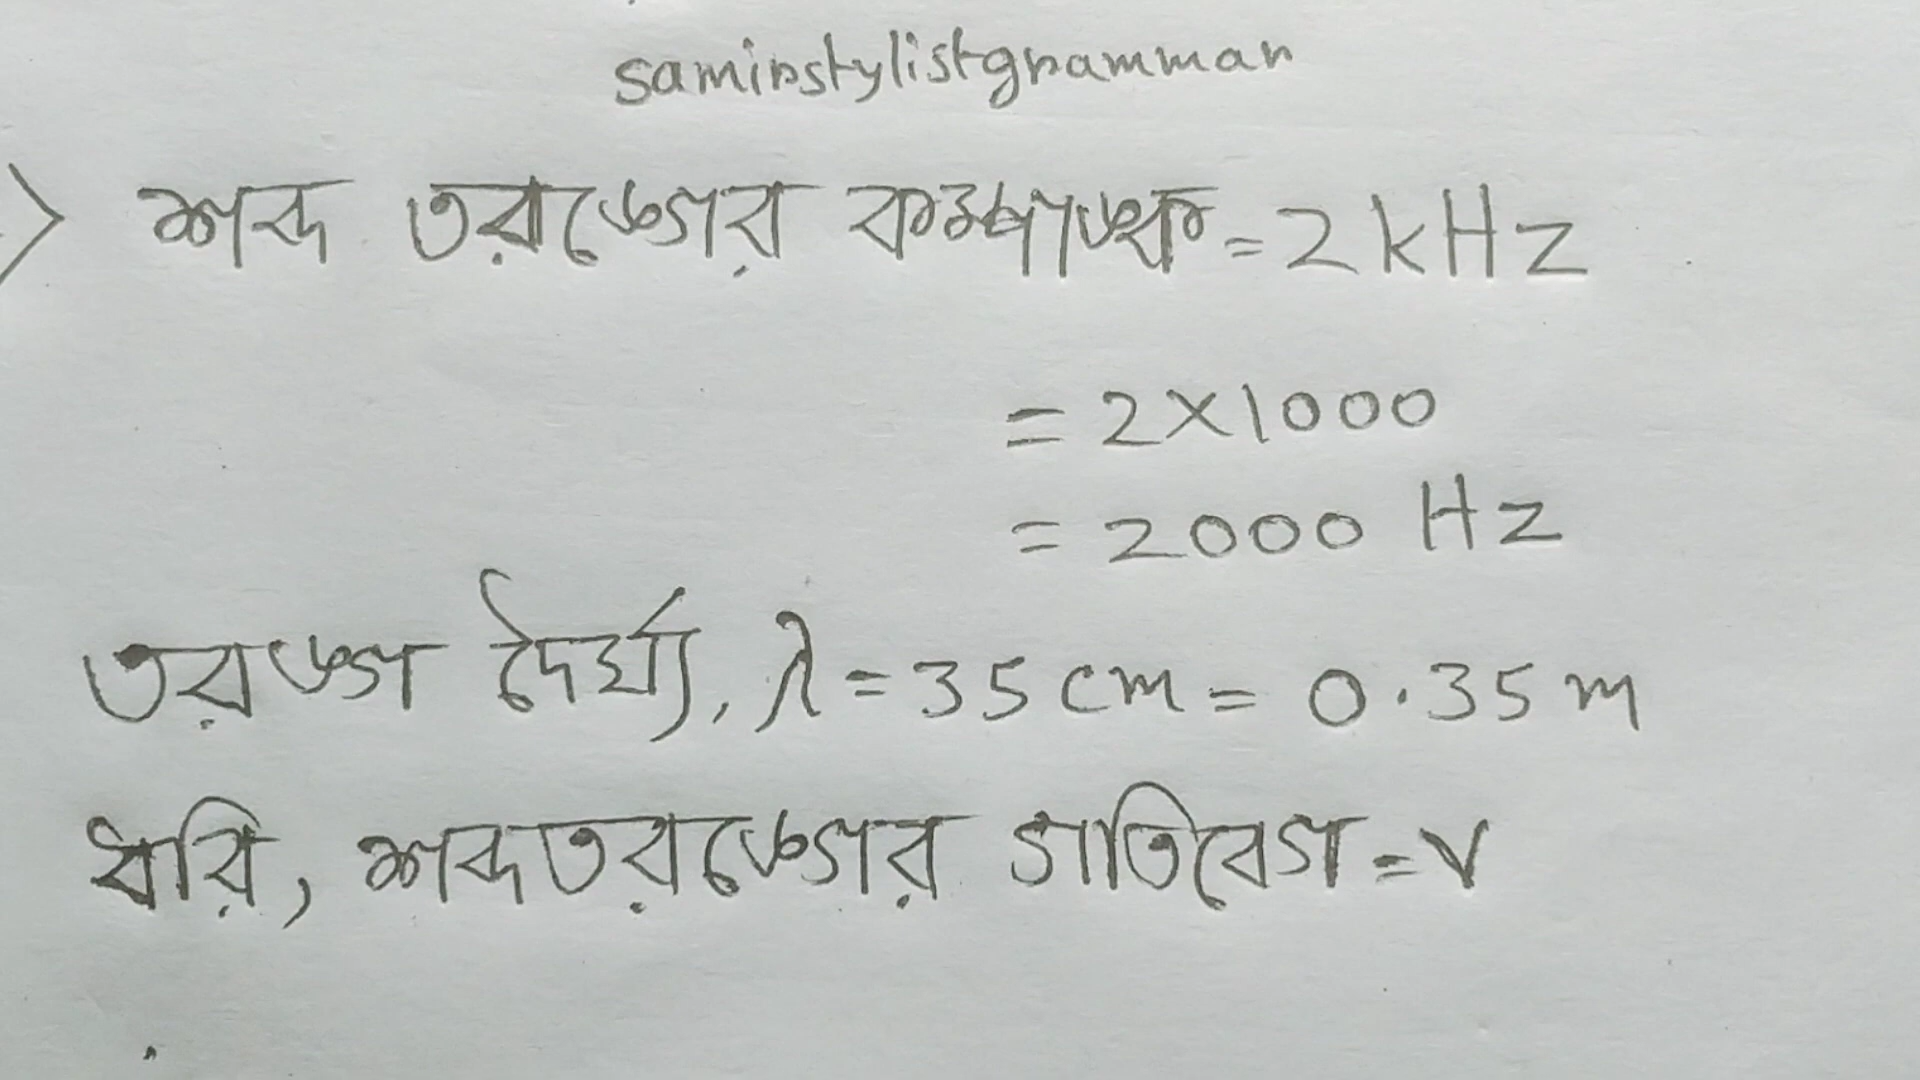 saminstylistgrammar
> শব্দ তরঙ্গের কম্পাঙ্ক = 2 kHz
= 2×1000
= 2000 Hz
তরঙ্গ দৈর্ঘ্য, λ = 35 cm = 0.35 m
ধরি, শব্দতরঙ্গের গতিবেগ = v